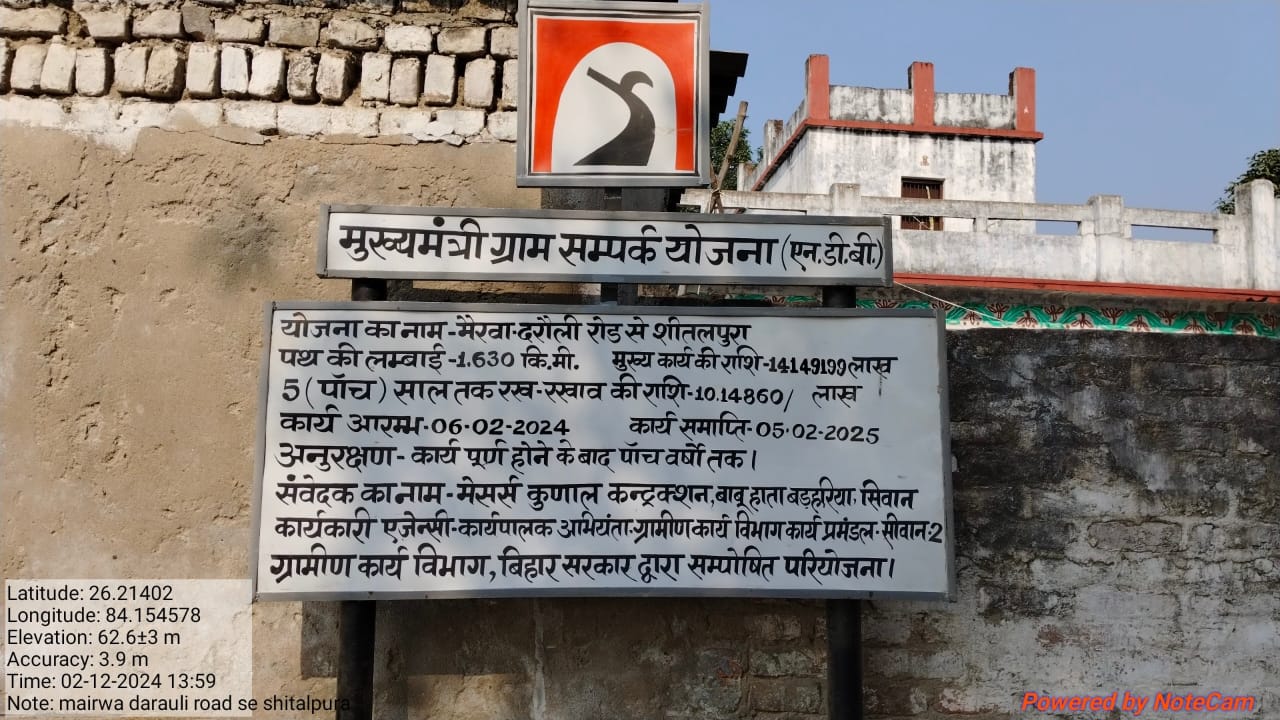 मुख्यमंत्री ग्राम सम्पर्क योजना (एन.डी.बी.)
योजना का नाम - मैरवा-दरौली रोड से शीतलपुरा
पथ की लम्बाई -1.630 कि.मी. मुख्य कार्य की राशि -14149199 लाख
5 (पॉच) साल तक रख-रखाव की राशि-10.14860/ लाख
कार्य आरम्भ-06-02-2024 कार्य समाप्ति-05-02-2025
अनुरक्षण- कार्य पूर्ण होने के बाद पॉच वर्षो तक।
संवेदक का नाम - मेसर्स कुणाल कन्ट्रक्शन, बाबू हाता बड़हरिया, सिवान
कार्यकारी एजेन्सी-कार्यपालक अभियंता-ग्रामीण कार्य विभाग कार्य प्रमंडल-सीवान-2
ग्रामीण कार्य विभाग, बिहार सरकार द्वारा सम्पोषित परियोजना।
Latitude: 26.21402
Longitude: 84.154578
Elevation: 62.6±3 m
Accuracy: 3.9 m
Time: 02-12-2024 13:59
Note: mairwa darauli road se shitalpura
Powered by NoteCam